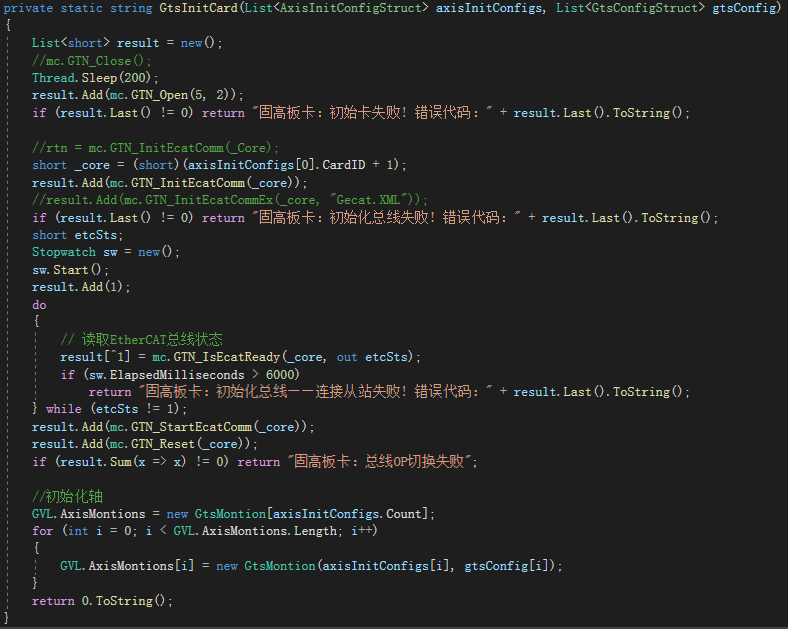 private static string GtsInitCard(List<AxisInitConfigStruct> axisInitConfigs, List<GtsConfigStruct> gtsConfig)
{
List<short> result = new();
//mc.GTN_Close();
Thread.Sleep(200);
result.Add(mc.GTN_Open(5, 2));
if (result.Last() != 0) return "固高板卡：初始卡失败！错误代码：" + result.Last().ToString();
//rtn = mc.GTN_InitEcatComm(_Core);
short _core = (short)(axisInitConfigs[0].CardID + 1);
result.Add(mc.GTN_InitEcatComm(_core));
//result.Add(mc.GTN_InitEcatCommEx(_core, "Gecat.XML"));
if (result.Last() != 0) return "固高板卡：初始化总线失败！错误代码：" + result.Last().ToString();
short etcSts;
Stopwatch sw = new();
sw.Start();
result.Add(1);
do
{
// 读取EtherCAT总线状态
result[^1] = mc.GTN_IsEcatReady(_core, out etcSts);
if (sw.ElapsedMilliseconds > 6000)
return "固高板卡：初始化总线——连接从站失败！错误代码：" + result.Last().ToString();
} while (etcSts != 1);
result.Add(mc.GTN_StartEcatComm(_core));
result.Add(mc.GTN_Reset(_core));
if (result.Sum(x => x) != 0) return "固高板卡：总线OP切换失败";
//初始化轴
GVL.AxisMontions = new GtsMontion[axisInitConfigs.Count];
for (int i = 0; i < GVL.AxisMontions.Length; i++)
{
GVL.AxisMontions[i] = new GtsMontion(axisInitConfigs[i], gtsConfig[i]);
}
return 0.ToString();
}